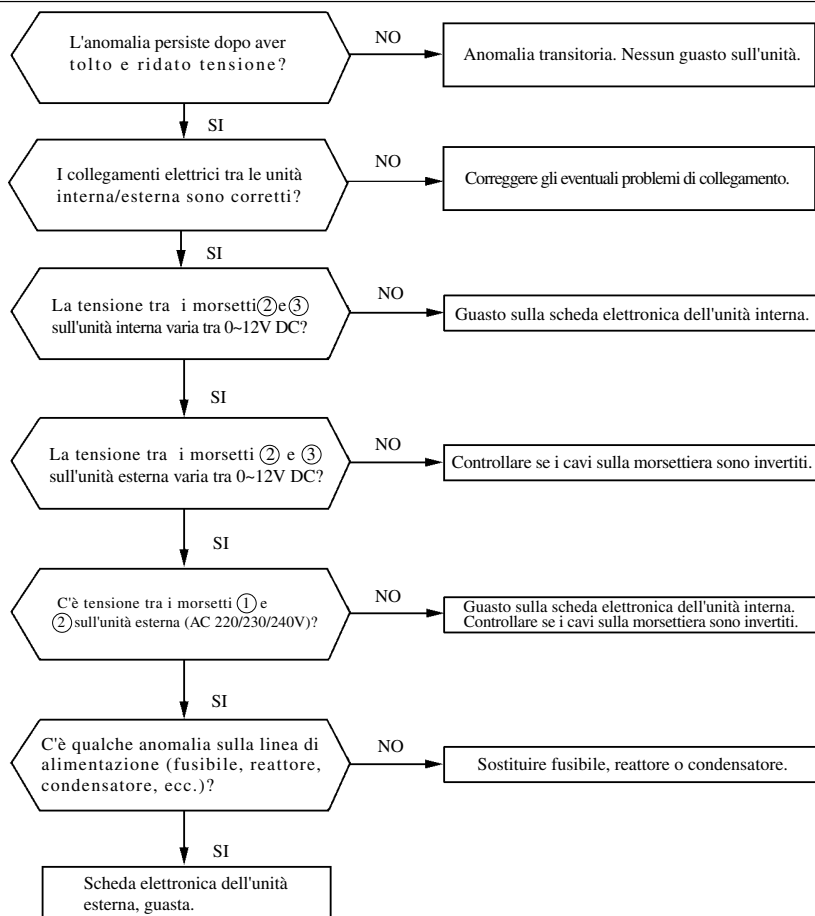 L'anomalia persiste dopo aver
tolto e ridato tensione?
NO
Anomalia transitoria. Nessun guasto sull'unità.
SI
I collegamenti elettrici tra le unità
interna/esterna sono corretti?
NO
Correggere gli eventuali problemi di collegamento.
SI
La tensione tra i morsetti ② e ③
sull'unità interna varia tra 0~12V DC?
NO
Guasto sulla scheda elettronica dell'unità interna.
SI
La tensione tra i morsetti ② e ③
sull'unità esterna varia tra 0~12V DC?
NO
Controllare se i cavi sulla morsettiera sono invertiti.
SI
C'è tensione tra i morsetti ① e
② sull'unità esterna (AC 220/230/240V)?
NO
Guasto sulla scheda elettronica dell'unità interna.
Controllare se i cavi sulla morsettiera sono invertiti.
SI
C'è qualche anomalia sulla linea di
alimentazione (fusibile, reattore,
condensatore, ecc.)?
NO
Sostituire fusibile, reattore o condensatore.
SI
Scheda elettronica dell'unità
esterna, guasta.